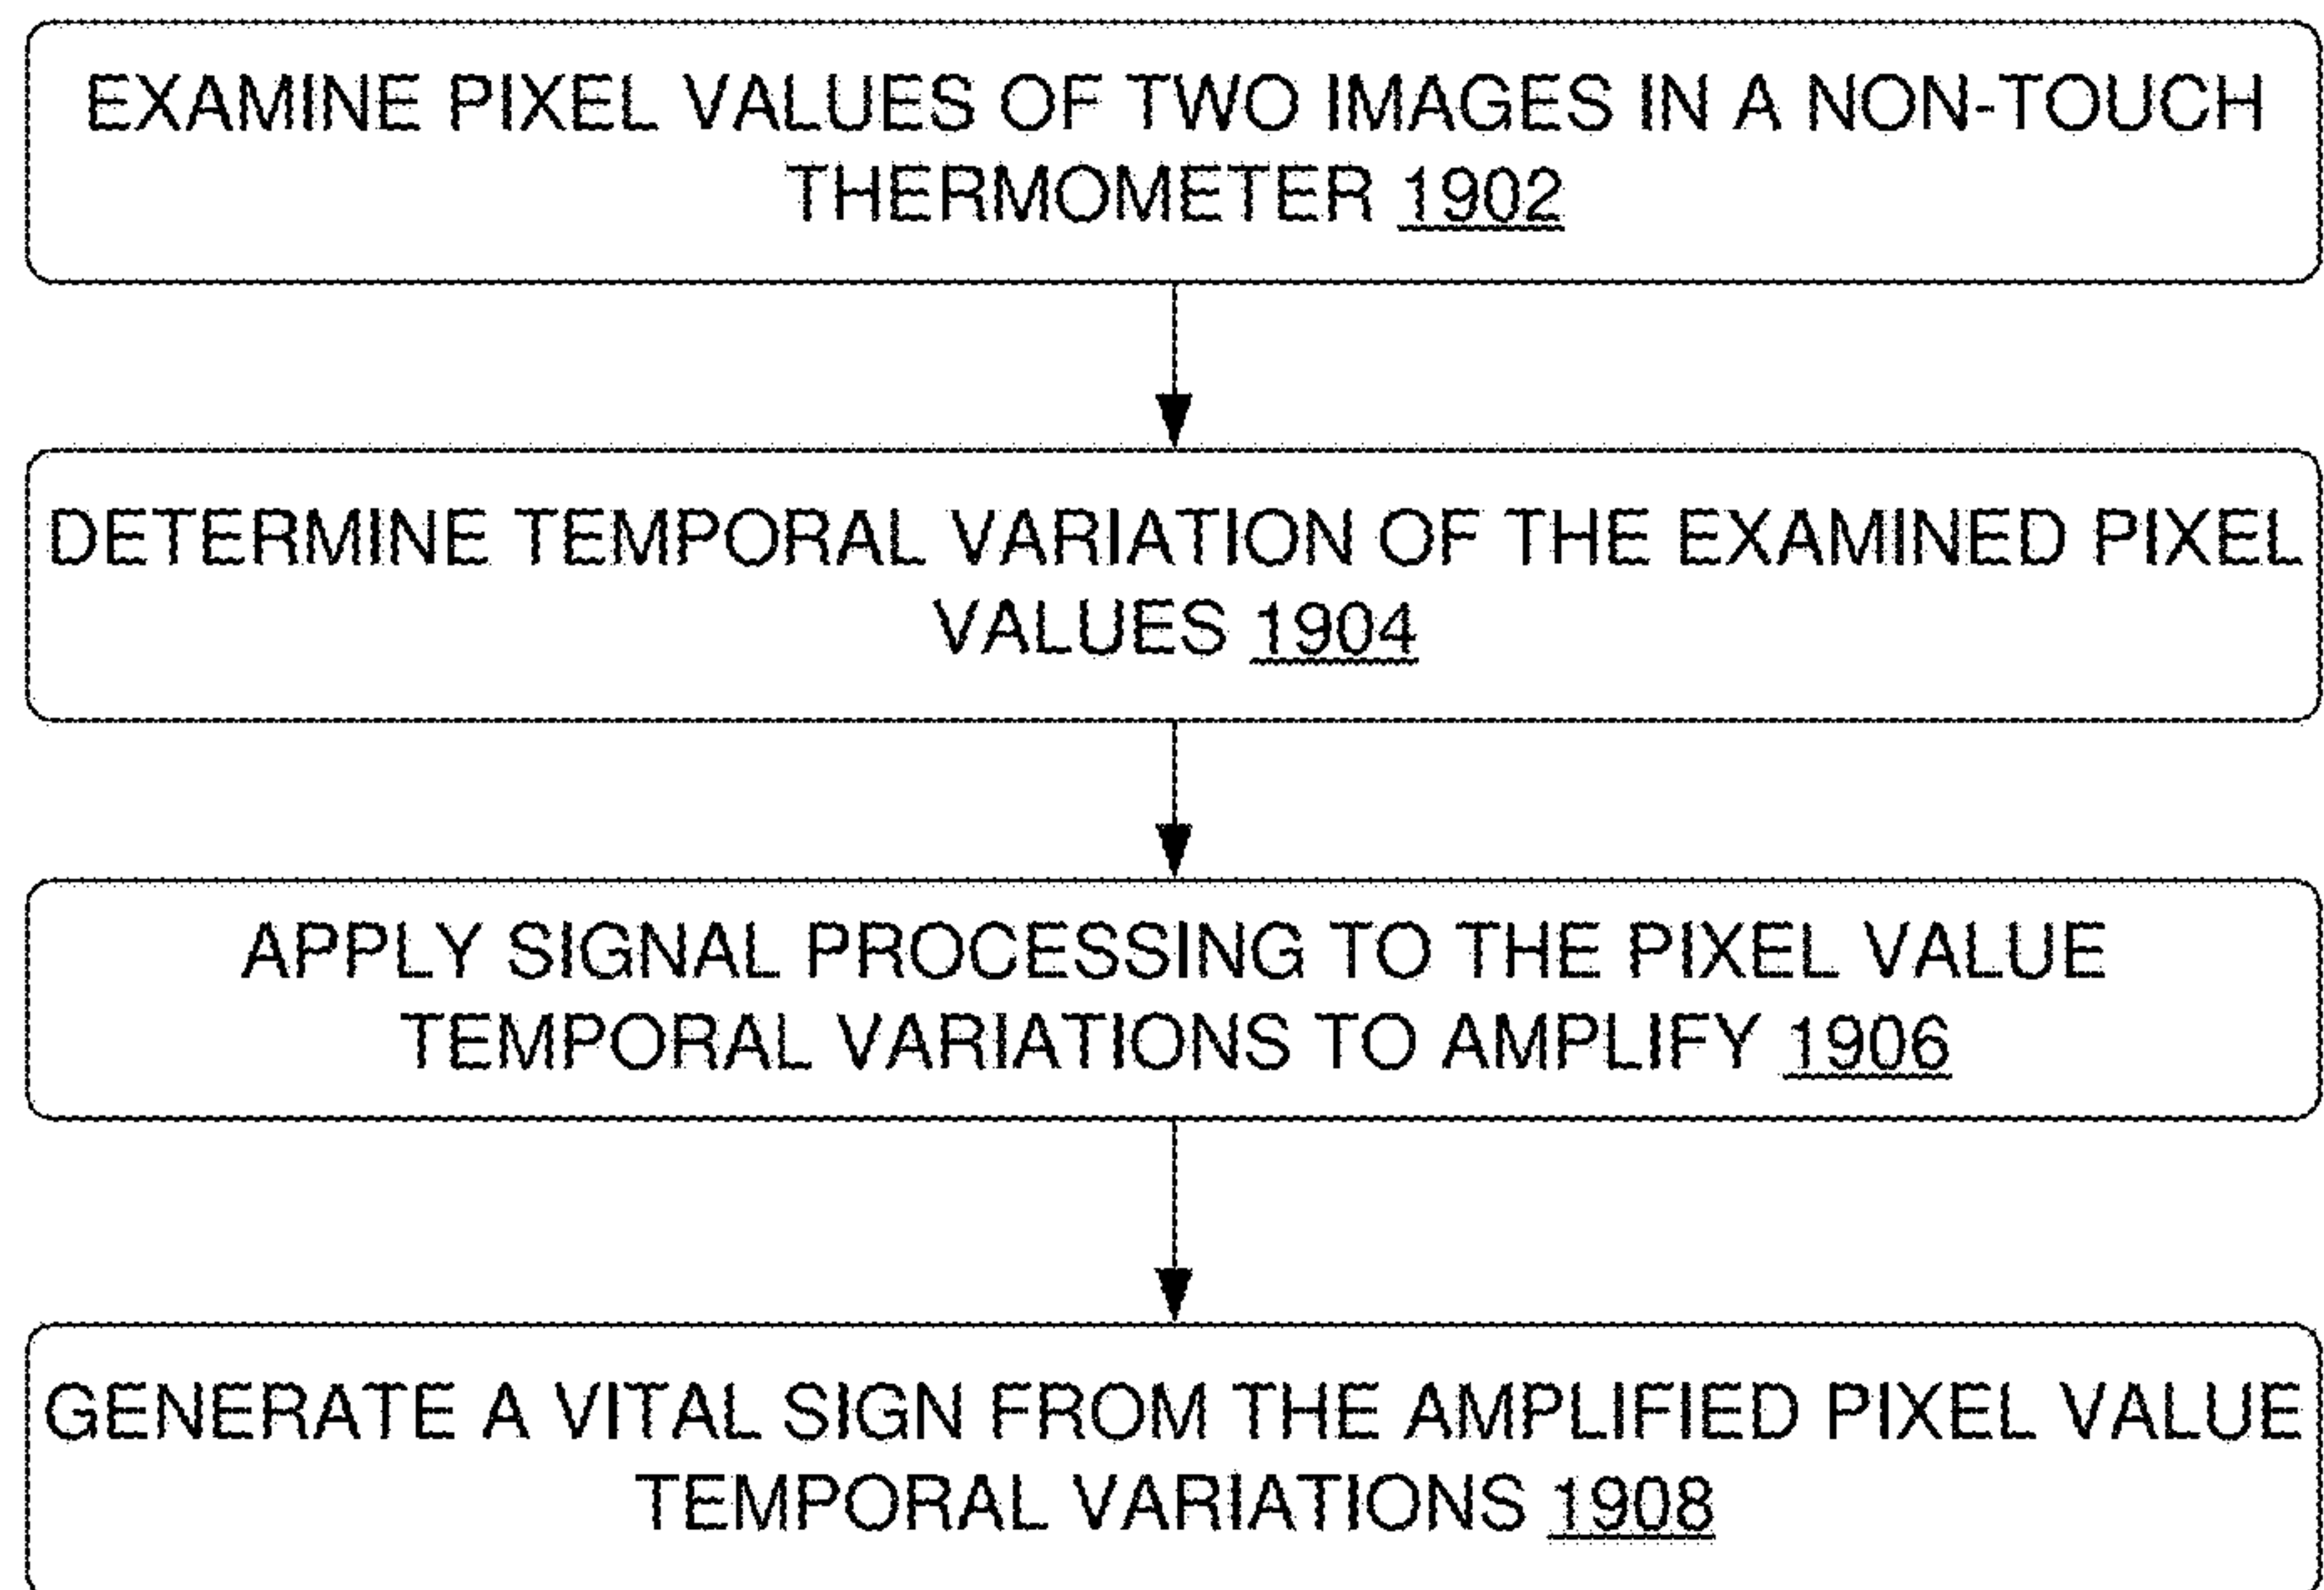 EXAMINE PIXEL VALUES OF TWO IMAGES IN A NON-TOUCH
THERMOMETER 1902
DETERMINE TEMPORAL VARIATION OF THE EXAMINED PIXEL
VALUES 1904
APPLY SIGNAL PROCESSING TO THE PIXEL VALUE
TEMPORAL VARIATIONS TO AMPLIFY 1906
GENERATE A VITAL SIGN FROM THE AMPLIFIED PIXEL VALUE
TEMPORAL VARIATIONS 1908